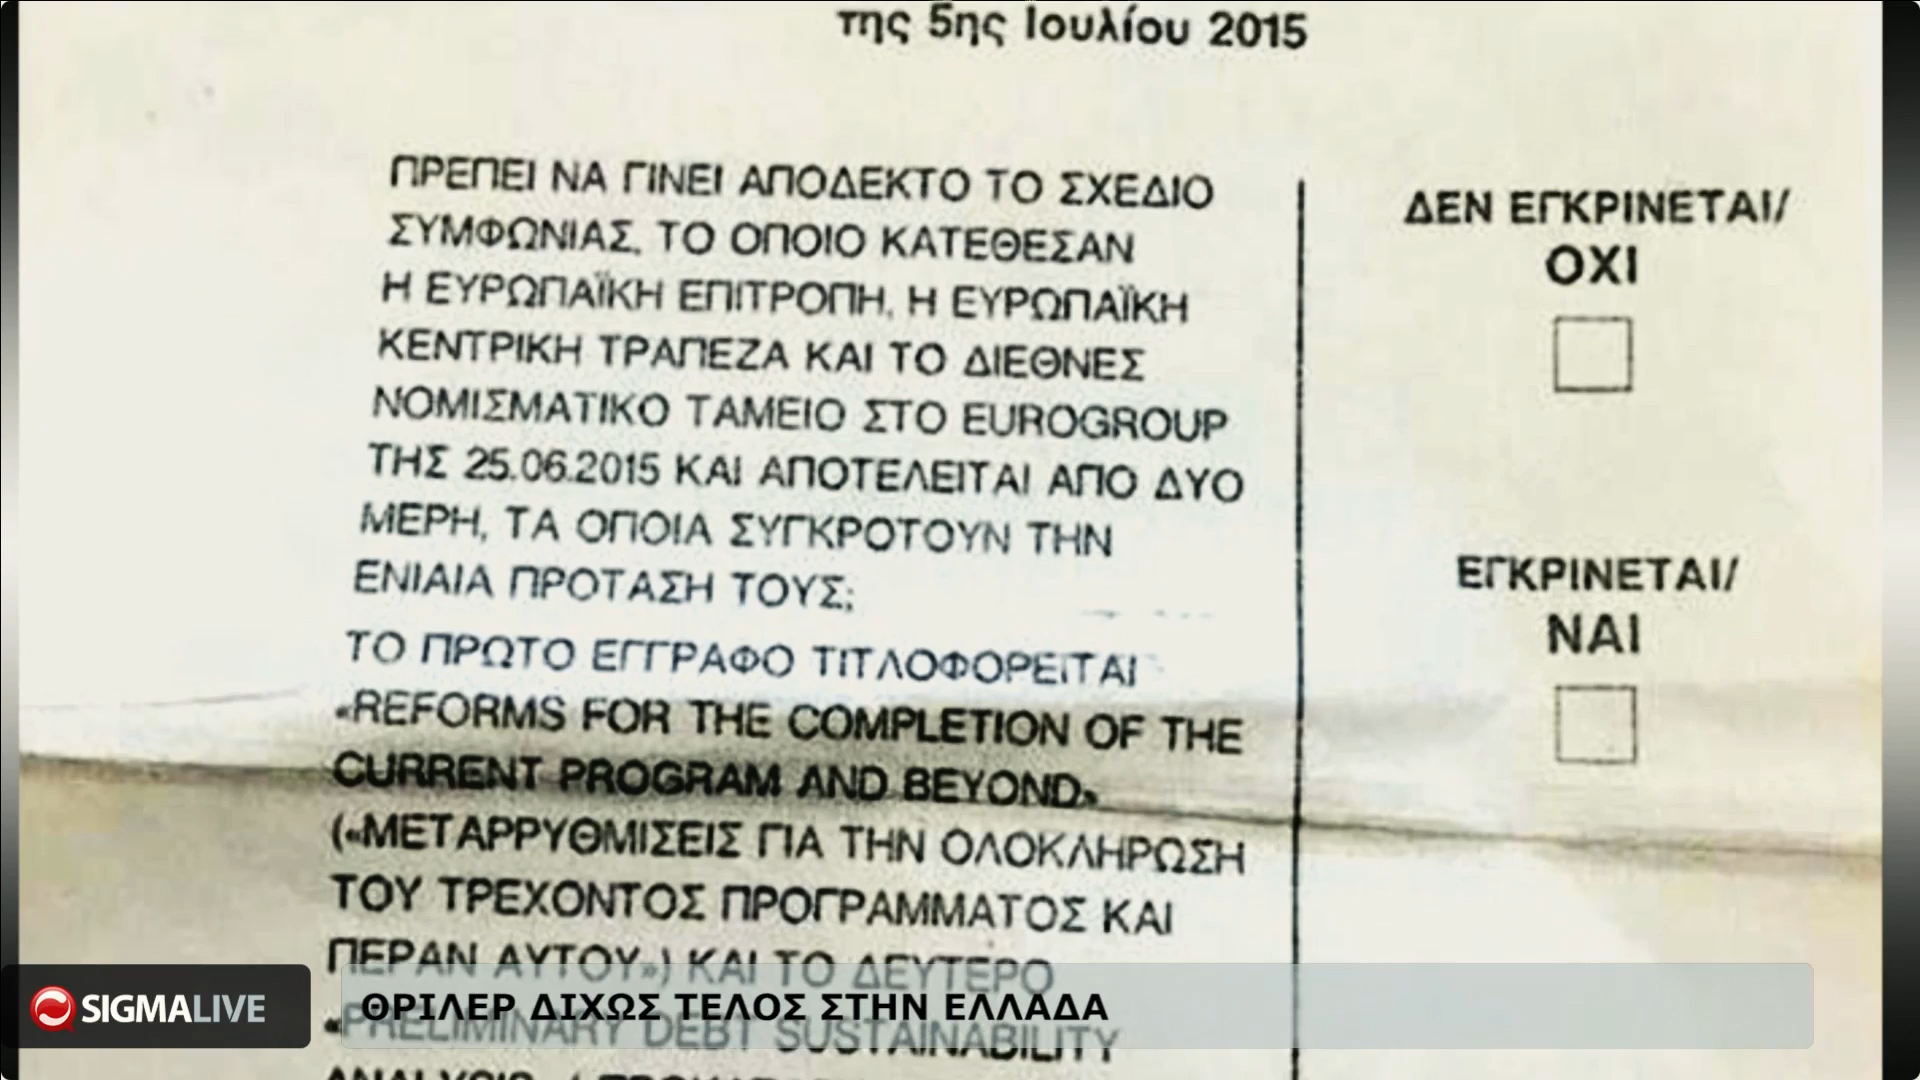 της 5ης Ιουλίου 2015
ΠΡΕΠΕΙ ΝΑ ΓΙΝΕΙ ΑΠΟΔΕΚΤΟ ΤΟ ΣΧΕΔΙΟ
ΣΥΜΦΩΝΙΑΣ, ΤΟ ΟΠΟΙΟ ΚΑΤΕΘΕΣΑΝ
Η ΕΥΡΩΠΑΪΚΗ ΕΠΙΤΡΟΠΗ, Η ΕΥΡΩΠΑΪΚΗ
ΚΕΝΤΡΙΚΗ ΤΡΑΠΕΖΑ ΚΑΙ ΤΟ ΔΙΕΘΝΕΣ
ΝΟΜΙΣΜΑΤΙΚΟ ΤΑΜΕΙΟ ΣΤΟ EUROGROUP
ΤΗΣ 25.06.2015 ΚΑΙ ΑΠΟΤΕΛΕΙΤΑΙ ΑΠΟ ΔΥΟ
ΜΕΡΗ, ΤΑ ΟΠΟΙΑ ΣΥΓΚΡΟΤΟΥΝ ΤΗΝ
ΕΝΙΑΙΑ ΠΡΟΤΑΣΗ ΤΟΥΣ;
ΤΟ ΠΡΩΤΟ ΕΓΓΡΑΦΟ ΤΙΤΛΟΦΟΡΕΙΤΑΙ
«REFORMS FOR THE COMPLETION OF THE
CURRENT PROGRAM AND BEYOND»
(«ΜΕΤΑΡΡΥΘΜΙΣΕΙΣ ΓΙΑ ΤΗΝ ΟΛΟΚΛΗΡΩΣΗ
ΤΟΥ ΤΡΕΧΟΝΤΟΣ ΠΡΟΓΡΑΜΜΑΤΟΣ ΚΑΙ
ΠΕΡΑΝ ΑΥΤΟΥ») ΚΑΙ ΤΟ ΔΕΥΤΕΡΟ
«PRELIMINARY DEBT SUSTAINABILITY
ΔΕΝ ΕΓΚΡΙΝΕΤΑΙ/
ΟΧΙ
ΕΓΚΡΙΝΕΤΑΙ/
ΝΑΙ
SIGMALIVE
ΘΡΙΛΕΡ ΔΙΧΩΣ ΤΕΛΟΣ ΣΤΗΝ ΕΛΛΑΔΑ